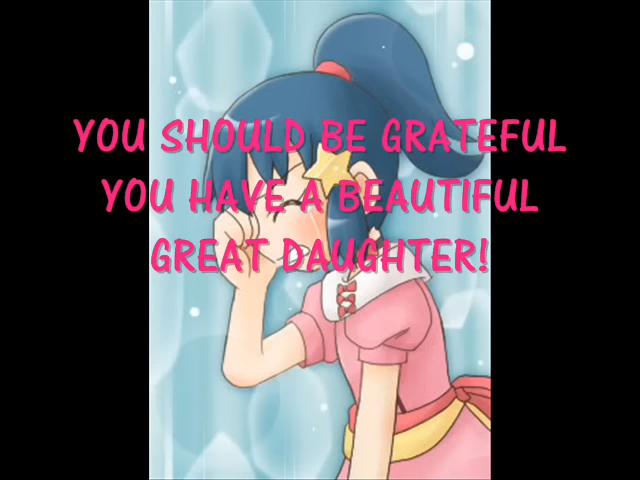 YOU SHOULD BE GRATEFUL
YOU HAVE A BEAUTIFUL
GREAT DAUGHTER!